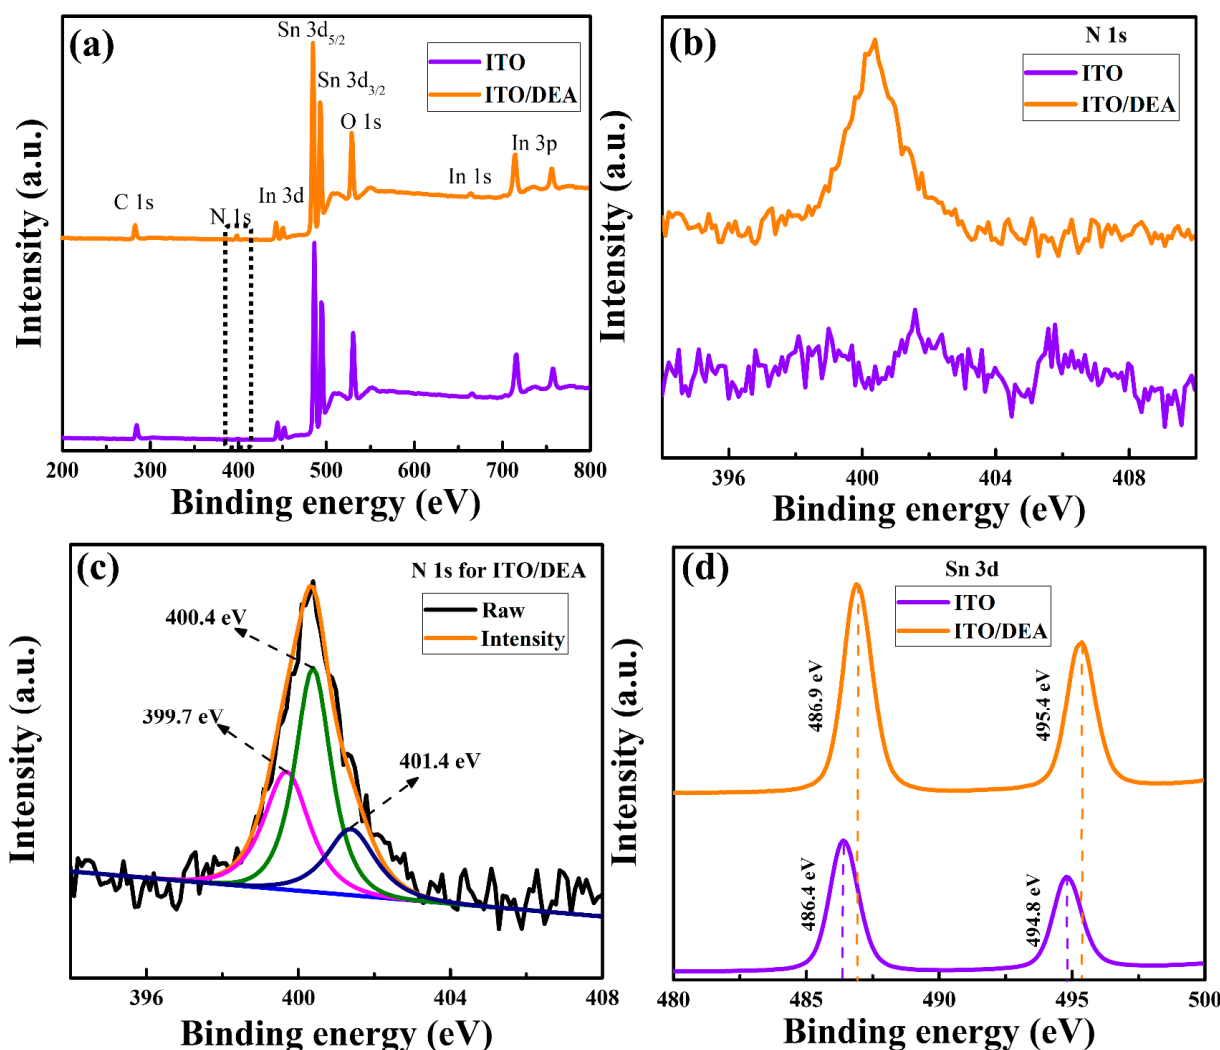 (a)
Sn 3d5/2
ITO
ITO/DEA
Sn 3d3/2
O 1s
In 3p
In 1s
In 3d
C 1s
N 1s
Intensity (a.u.)
200 300 400 500 600 700 800
Binding energy (eV)
(b)
N 1s
ITO
ITO/DEA
Intensity (a.u.)
396 400 404 408
Binding energy (eV)
(c)
N 1s for ITO/DEA
Raw
Intensity
400.4 eV
399.7 eV
401.4 eV
Intensity (a.u.)
396 400 404 408
Binding energy (eV)
(d)
Sn 3d
ITO
ITO/DEA
486.9 eV
495.4 eV
486.4 eV
494.8 eV
Intensity (a.u.)
480 485 490 495 500
Binding energy (eV)